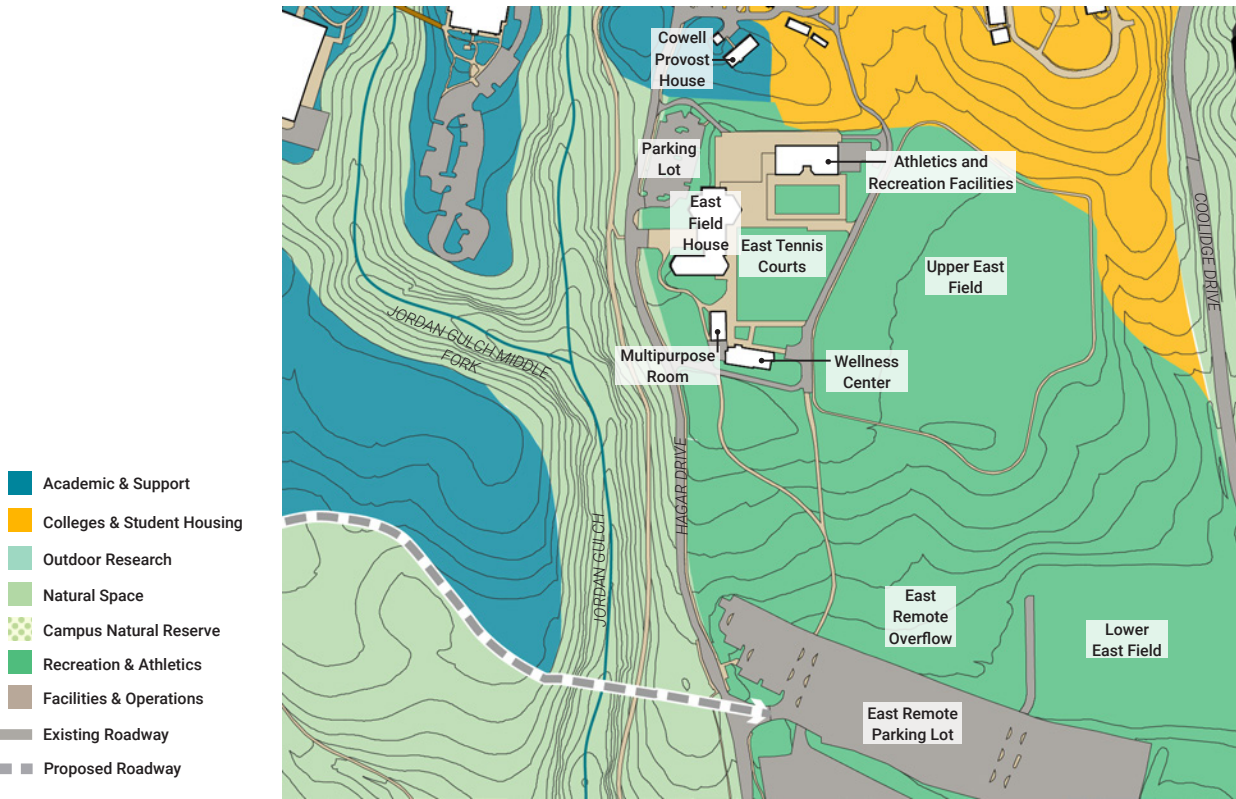 Academic & Support
Colleges & Student Housing
Outdoor Research
Natural Space
Campus Natural Reserve
Recreation & Athletics
Facilities & Operations
Existing Roadway
Proposed Roadway
Cowell
Provost
House
Parking
Lot
Athletics and
Recreation Facilities
East
Field
House
East Tennis
Courts
Upper East
Field
COOLIDGE DRIVE
JORDAN GULCH MIDDLE
FORK
Multipurpose
Room
Wellness
Center
HAGAR DRIVE
JORDAN GULCH
East
Remote
Overflow
Lower
East Field
East Remote
Parking Lot